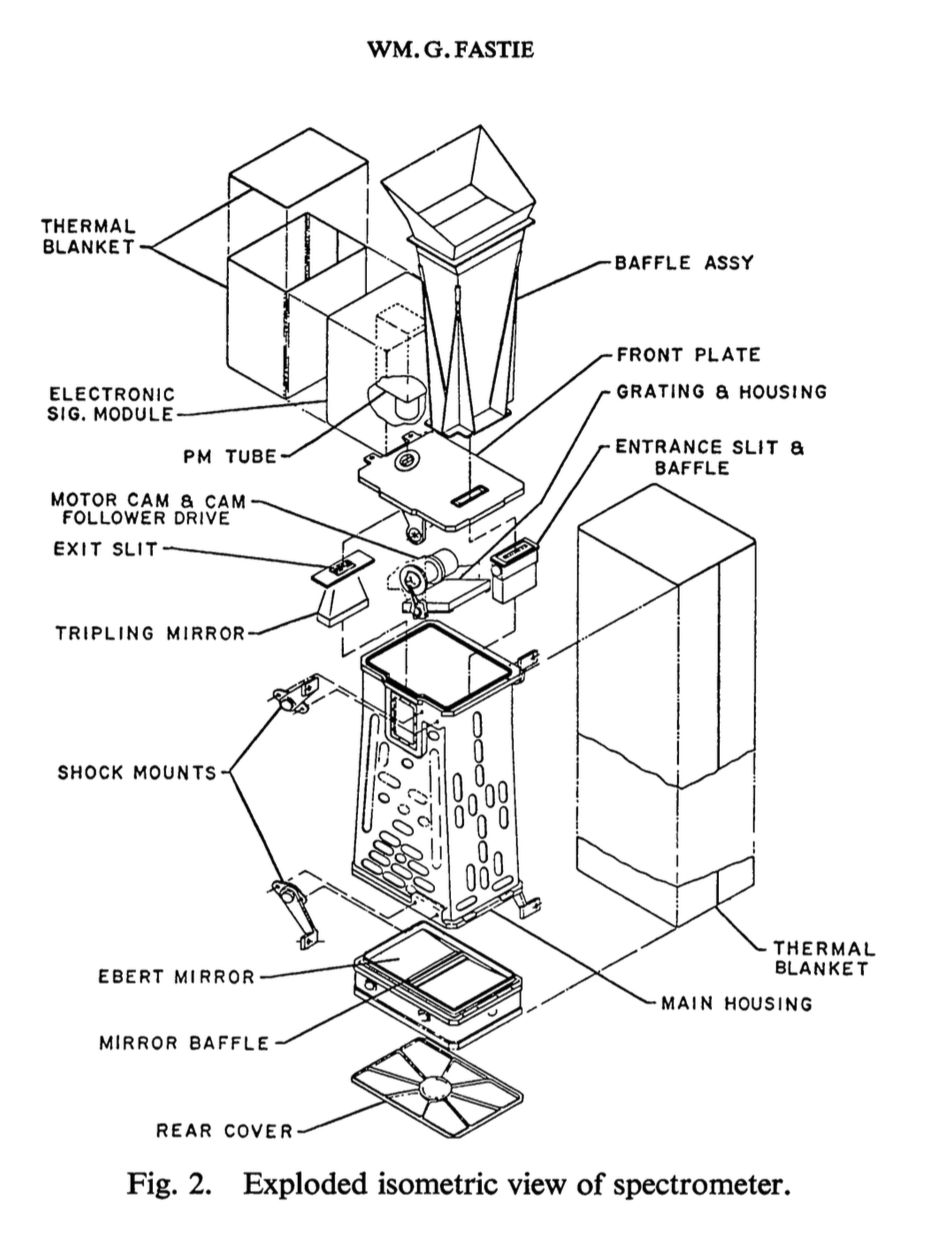 WM. G. FASTIE
THERMAL
BLANKET
BAFFLE ASSY
FRONT PLATE
ELECTRONIC
SIG. MODULE
GRATING & HOUSING
PM TUBE
ENTRANCE SLIT &
BAFFLE
MOTOR CAM & CAM
FOLLOWER DRIVE
EXIT SLIT
TRIPLING MIRROR
SHOCK MOUNTS
THERMAL
BLANKET
EBERT MIRROR
MAIN HOUSING
MIRROR BAFFLE
REAR COVER
Fig. 2. Exploded isometric view of spectrometer.